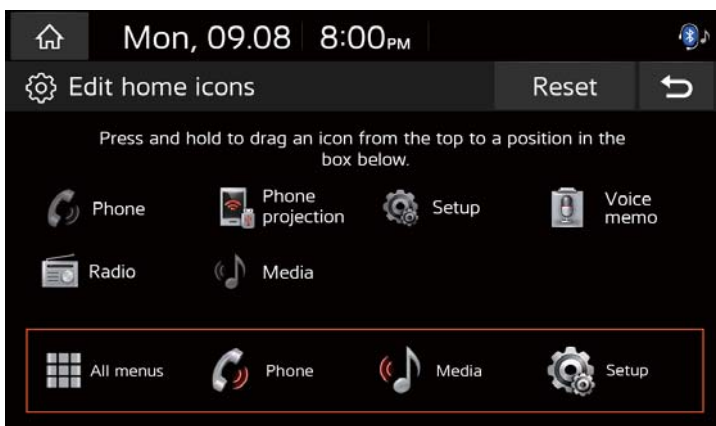 Mon, 09.08 8:00PM
Edit home icons Reset
Press and hold to drag an icon from the top to a position in the
box below.
Phone Phone projection Setup Voice memo
Radio Media
All menus Phone Media Setup